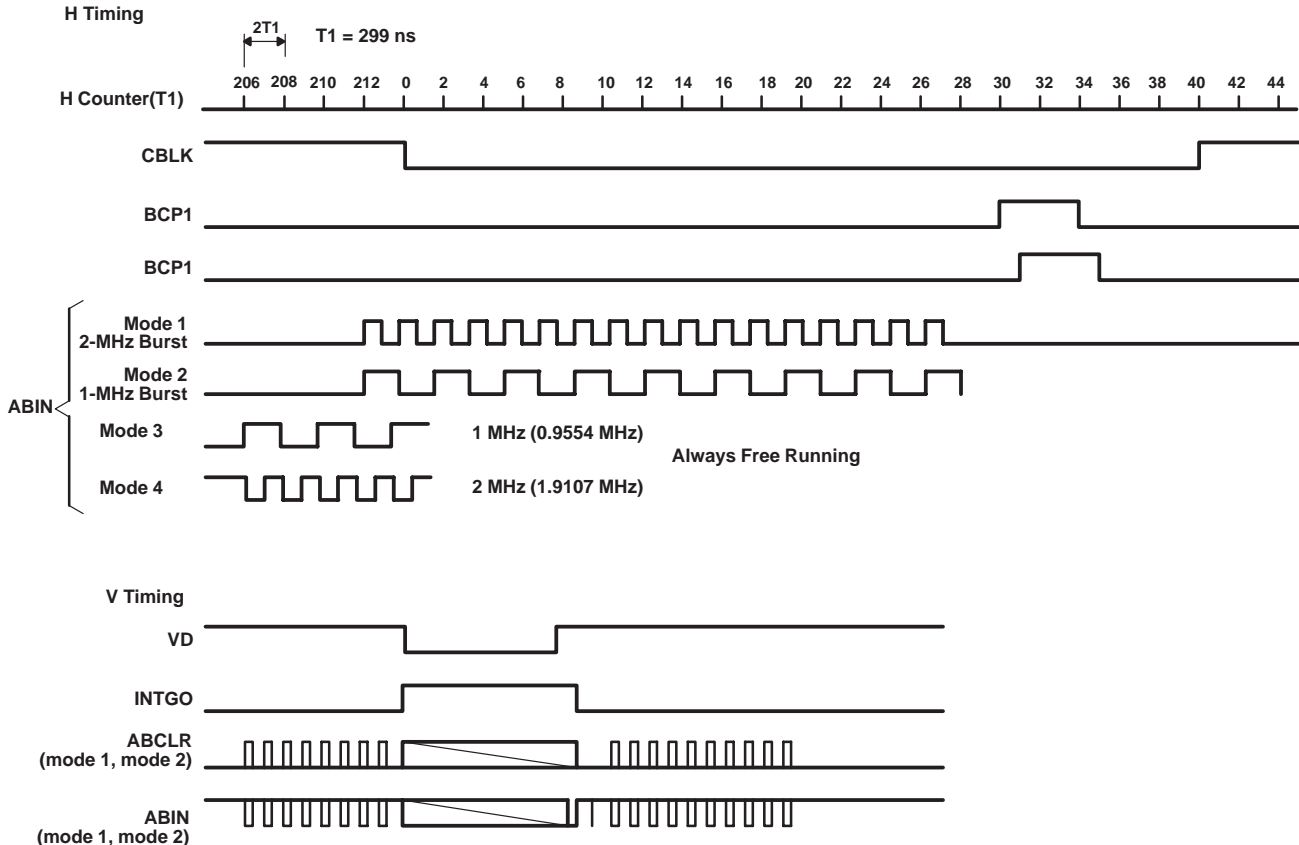 H Timing
2T1
T1 = 299 ns
206 208 210 212 0 2 4 6 8 10 12 14 16 18 20 22 24 26 28 30 32 34 36 38 40 42 44
H Counter(T1)
CBLK
BCP1
BCP1
Mode 1
2-MHz Burst
Mode 2
1-MHz Burst
ABIN
Mode 3
1 MHz (0.9554 MHz)
Always Free Running
Mode 4
2 MHz (1.9107 MHz)
V Timing
VD
INTGO
ABCLR
(mode 1, mode 2)
ABIN
(mode 1, mode 2)